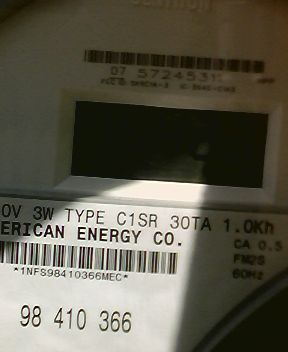 CENTRON
07 5724531
0V 3W TYPE C1SR 30TA 1.0Kh
ERICAN ENERGY CO.
CA 0.5
FM2S
60Hz
*1NFS98410366MEC*
98 410 366